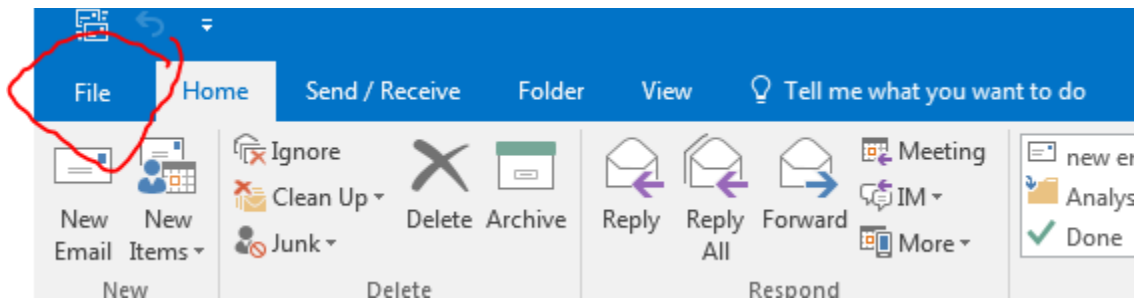 File Home Send / Receive Folder View Tell me what you want to do
Ignore Meeting
Clean Up IM
Junk More
New Email
New Items
Delete Archive
Reply Reply All Forward
new
Done
New Delete Respond